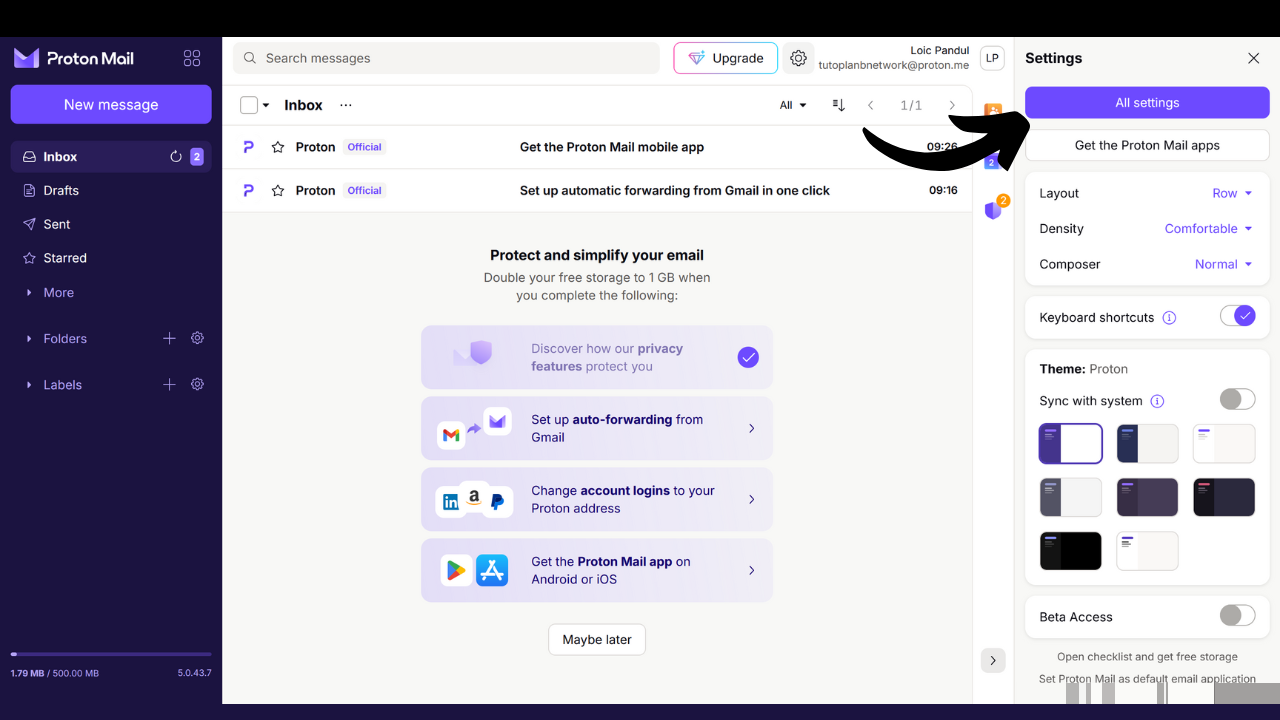 Proton Mail
Search messages
Upgrade
Loic Pandul
tutoplanbnetwork@proton.me
LP
Settings
New message
All settings
Inbox
All
1/1
Get the Proton Mail apps
Inbox
2
Proton Official Get the Proton Mail mobile app 09:26
2
Drafts
Proton Official Set up automatic forwarding from Gmail in one click 09:16
2
Sent
Starred
More
Folders
Labels
1.79 MB / 500.00 MB
5.0.43.7
Protect and simplify your email
Double your free storage to 1 GB when
you complete the following:
Discover how our privacy
features protect you
Set up auto-forwarding from
Gmail
Change account logins to your
Proton address
Get the Proton Mail app on
Android or iOS
Maybe later
Layout Row
Density Comfortable
Composer Normal
Keyboard shortcuts
Theme: Proton
Sync with system
Beta Access
Open checklist and get free storage
Set Proton Mail as default email application